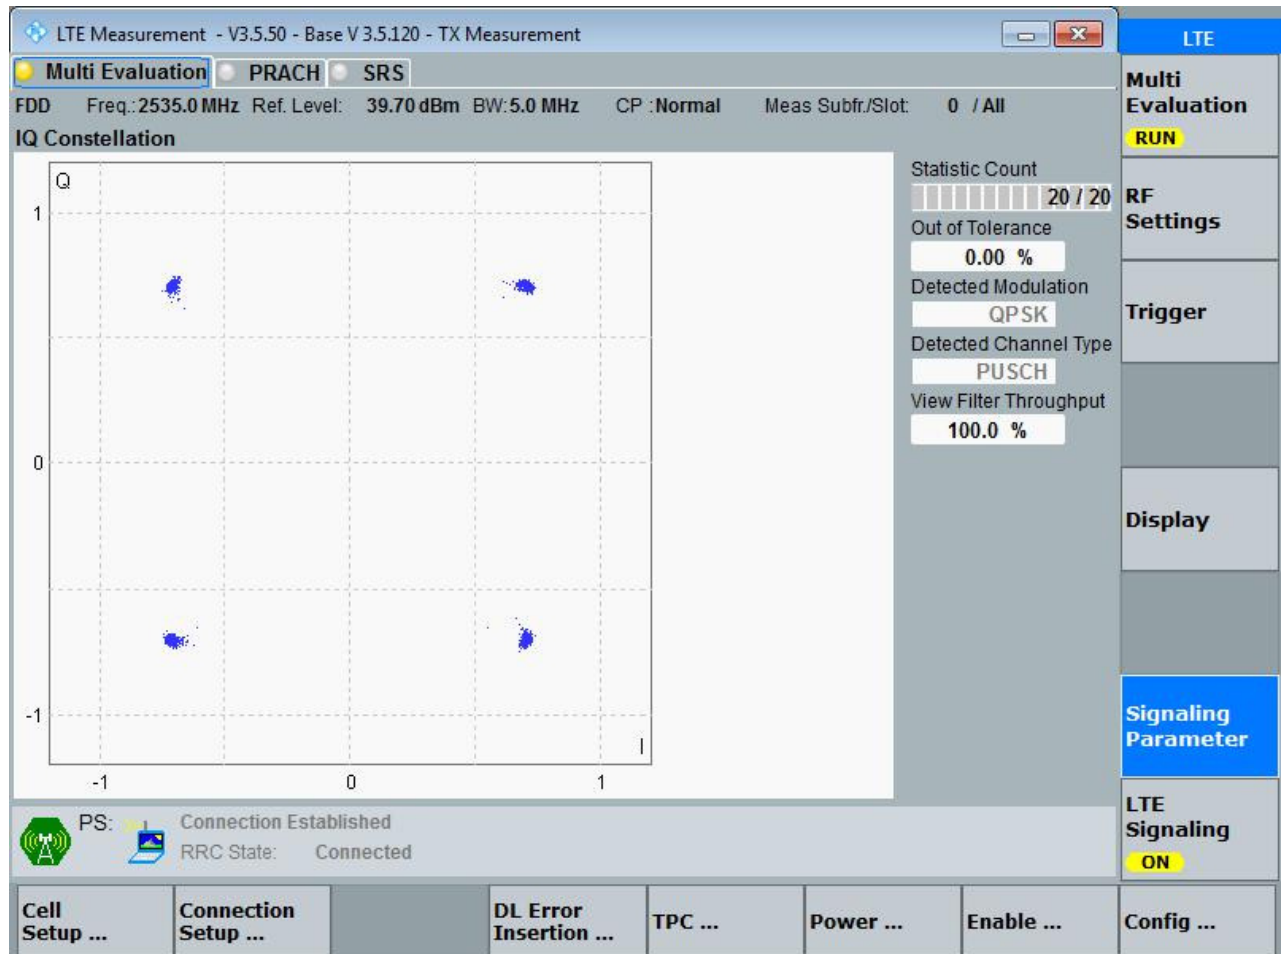 LTE Measurement - V3.5.50 - Base V 3.5.120 - TX Measurement
LTE
Multi Evaluation PRACH SRS
Multi
Evaluation
RUN
FDD Freq.: 2535.0 MHz Ref. Level: 39.70 dBm BW: 5.0 MHz CP : Normal Meas Subfr./Slot: 0 / All
IQ Constellation
Q
1
0
-1
-1 0 1
I
Statistic Count
20 / 20
Out of Tolerance
0.00 %
Detected Modulation
QPSK
Detected Channel Type
PUSCH
View Filter Throughput
100.0 %
RF
Settings
Trigger
Display
Signaling
Parameter
LTE
Signaling
ON
PS: Connection Established
RRC State: Connected
Cell
Setup ...
Connection
Setup ...
DL Error
Insertion ...
TPC ...
Power ...
Enable ...
Config ...